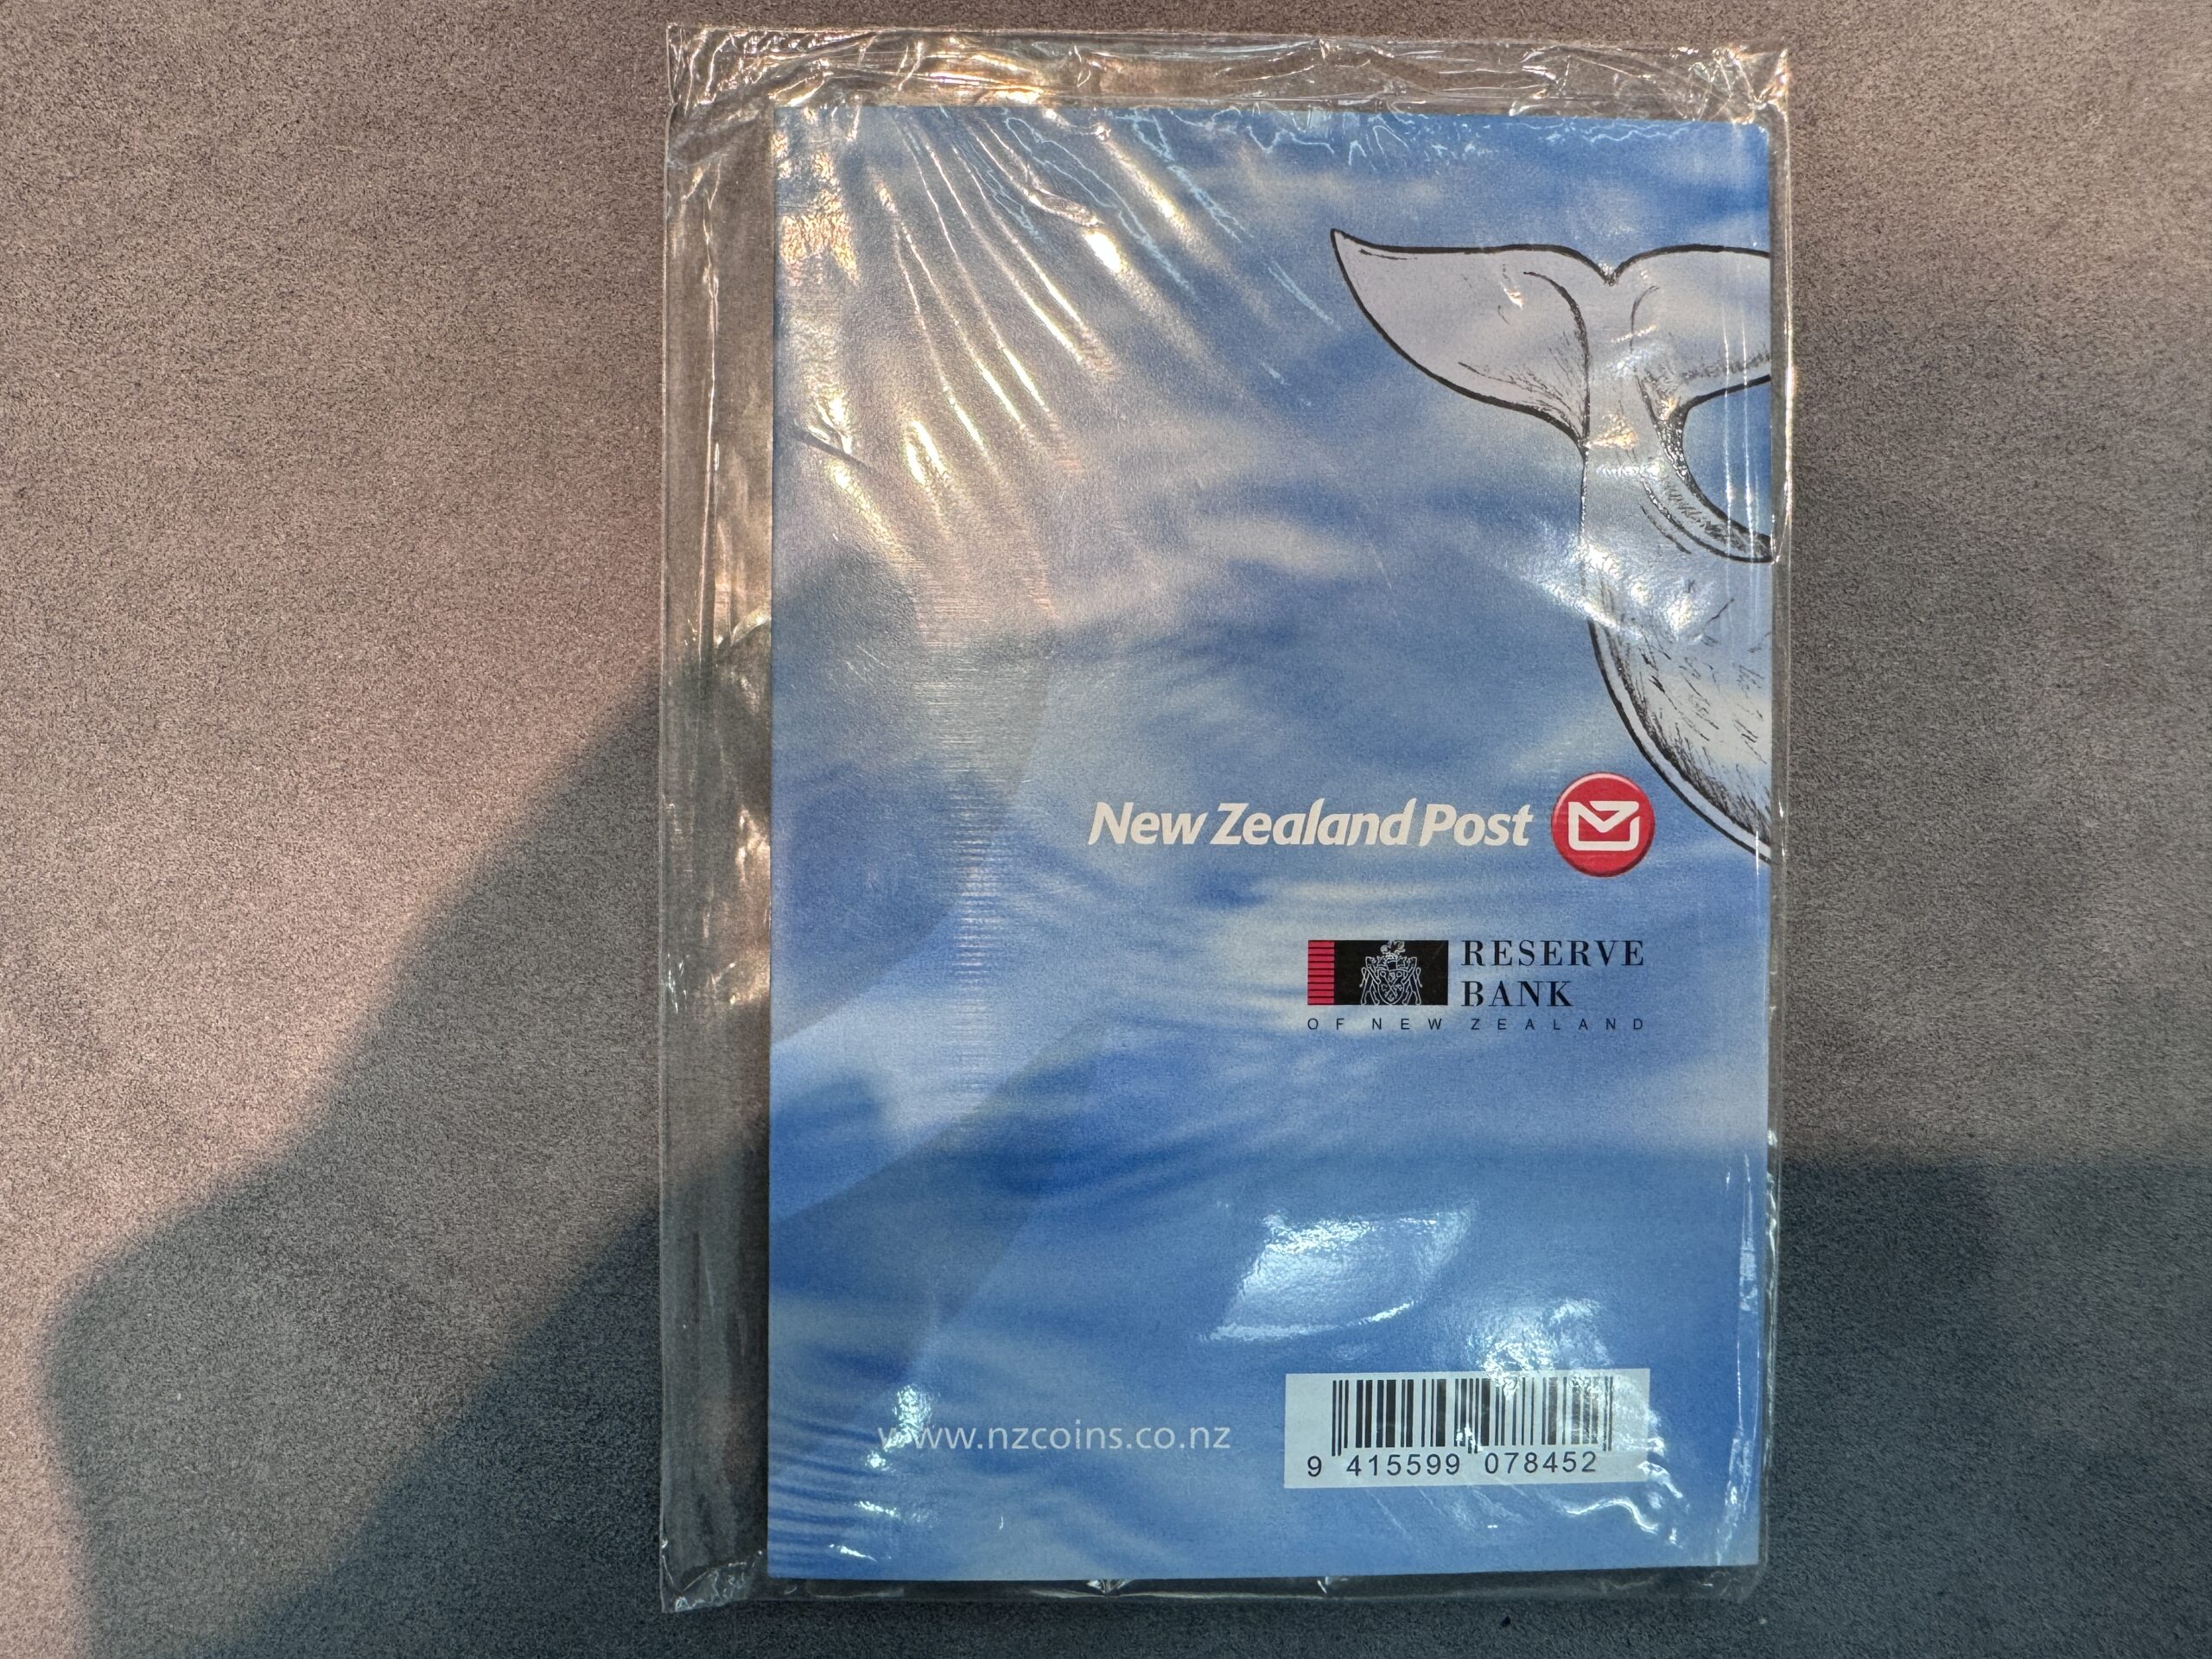 New Zealand Post
RESERVE
BANK
OF NEW ZEALAND
www.nzcoins.co.nz
9 415599 078452